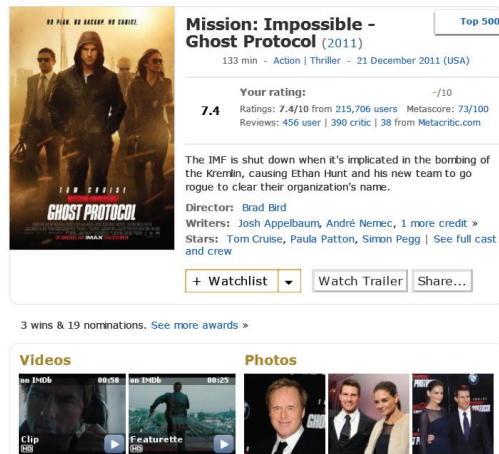 NO PLAN. NO BACKUP. NO CHOICE.
TOM CRUISE
MISSION: IMPOSSIBLE
GHOST PROTOCOL
IMAX
Mission: Impossible -
Ghost Protocol (2011)
Top 500
133 min - Action | Thriller - 21 December 2011 (USA)
7.4
Your rating: -/10
Ratings: 7.4/10 from 215,706 users Metascore: 73/100
Reviews: 456 user | 390 critic | 38 from Metacritic.com
The IMF is shut down when it's implicated in the bombing of
the Kremlin, causing Ethan Hunt and his new team to go
rogue to clear their organization's name.
Director: Brad Bird
Writers: Josh Appelbaum, André Nemec, 1 more credit »
Stars: Tom Cruise, Paula Patton, Simon Pegg | See full cast
and crew
+ Watchlist
Watch Trailer
Share...
3 wins & 19 nominations. See more awards »
Videos
on IMDb 00:58
Clip
HD
on IMDb 00:25
Featurette
HD
Photos